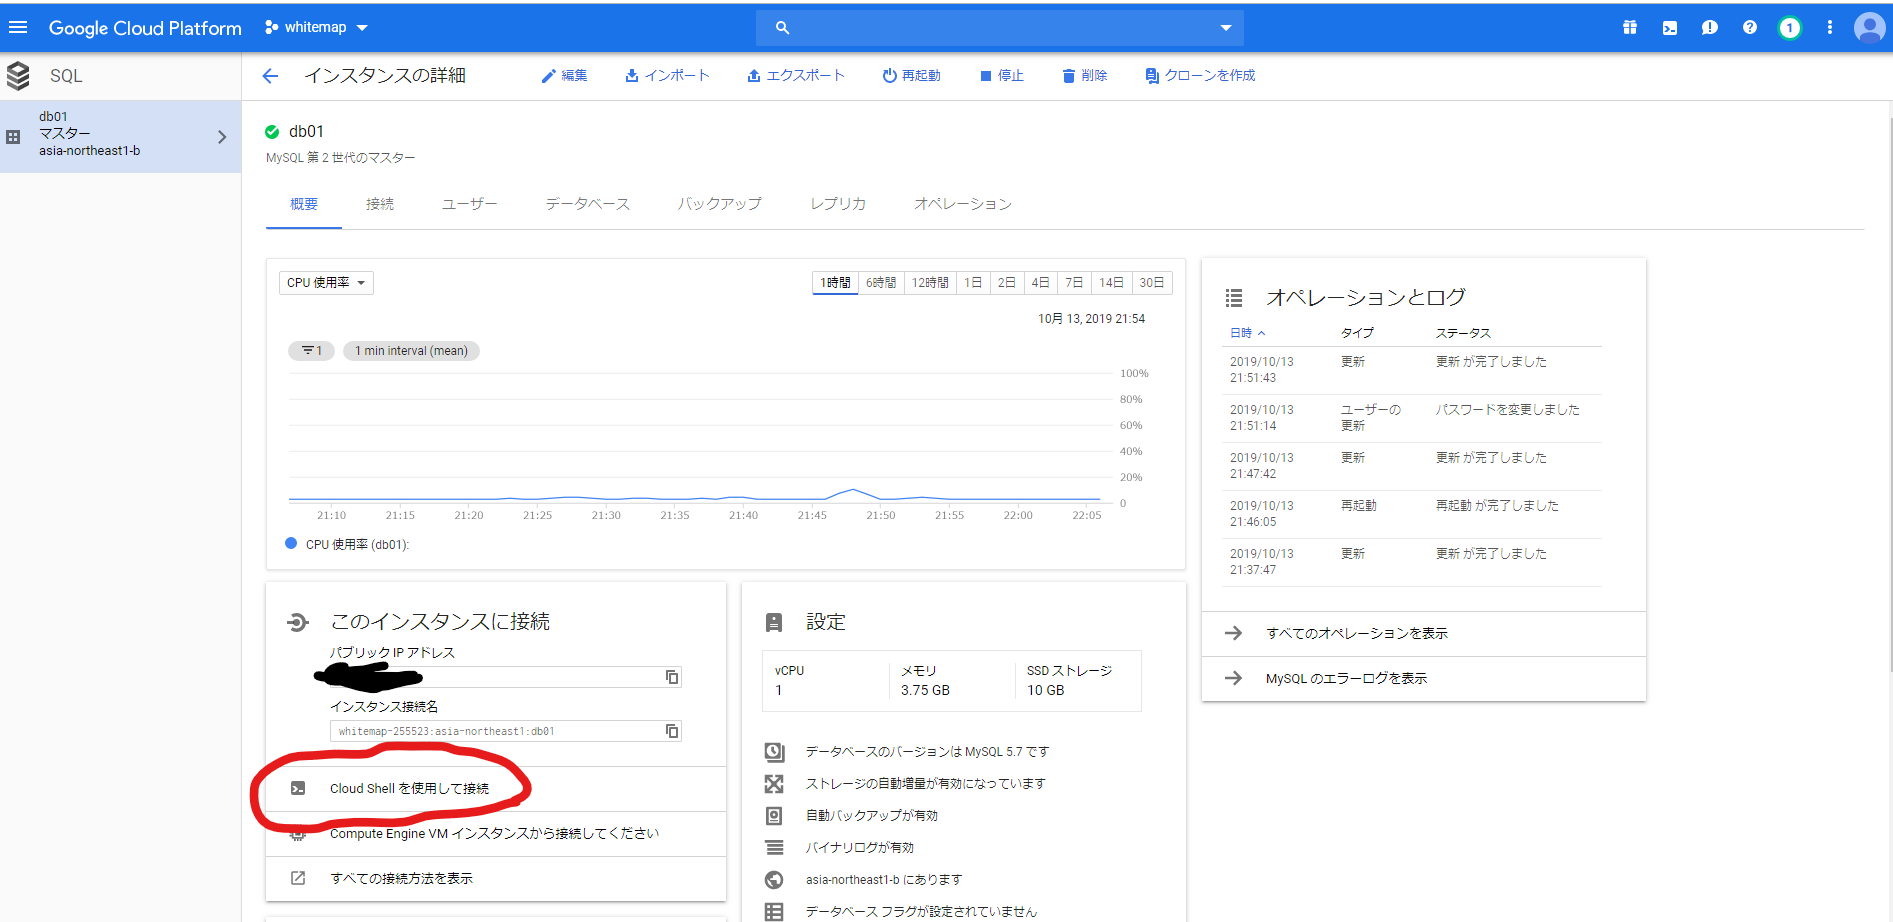 Google Cloud Platform
whitemap
1
SQL
インスタンスの詳細
編集
インポート
エクスポート
再起動
停止
削除
クローンを作成
db01
マスター
asia-northeast1-b
db01
MySQL 第 2 世代のマスター
概要
接続
ユーザー
データベース
バックアップ
レプリカ
オペレーション
CPU 使用率
1時間
6時間
12時間
1日
2日
4日
7日
14日
30日
10月 13, 2019 21:54
1
1 min interval (mean)
100%
80%
60%
40%
20%
0
21:10
21:15
21:20
21:25
21:30
21:35
21:40
21:45
21:50
21:55
22:00
22:05
CPU 使用率 (db01):
オペレーションとログ
日時 タイプ ステータス
2019/10/13 21:51:43 更新 更新 が完了しました
2019/10/13 21:51:14 ユーザーの更新 パスワードを変更しました
2019/10/13 21:47:42 更新 更新 が完了しました
2019/10/13 21:46:05 再起動 再起動 が完了しました
2019/10/13 21:37:47 更新 更新 が完了しました
すべてのオペレーションを表示
MySQL のエラーログを表示
このインスタンスに接続
パブリック IP アドレス
インスタンス接続名
whitemap-255523:asia-northeast1:db01
Cloud Shell を使用して接続
Compute Engine VM インスタンスから接続してください
すべての接続方法を表示
設定
vCPU
1
メモリ
3.75 GB
SSD ストレージ
10 GB
データベースのバージョンは MySQL 5.7 です
ストレージの自動増量が有効になっています
自動バックアップが有効
バイナリログが有効
asia-northeast1-b にあります
データベース フラグが設定されていません